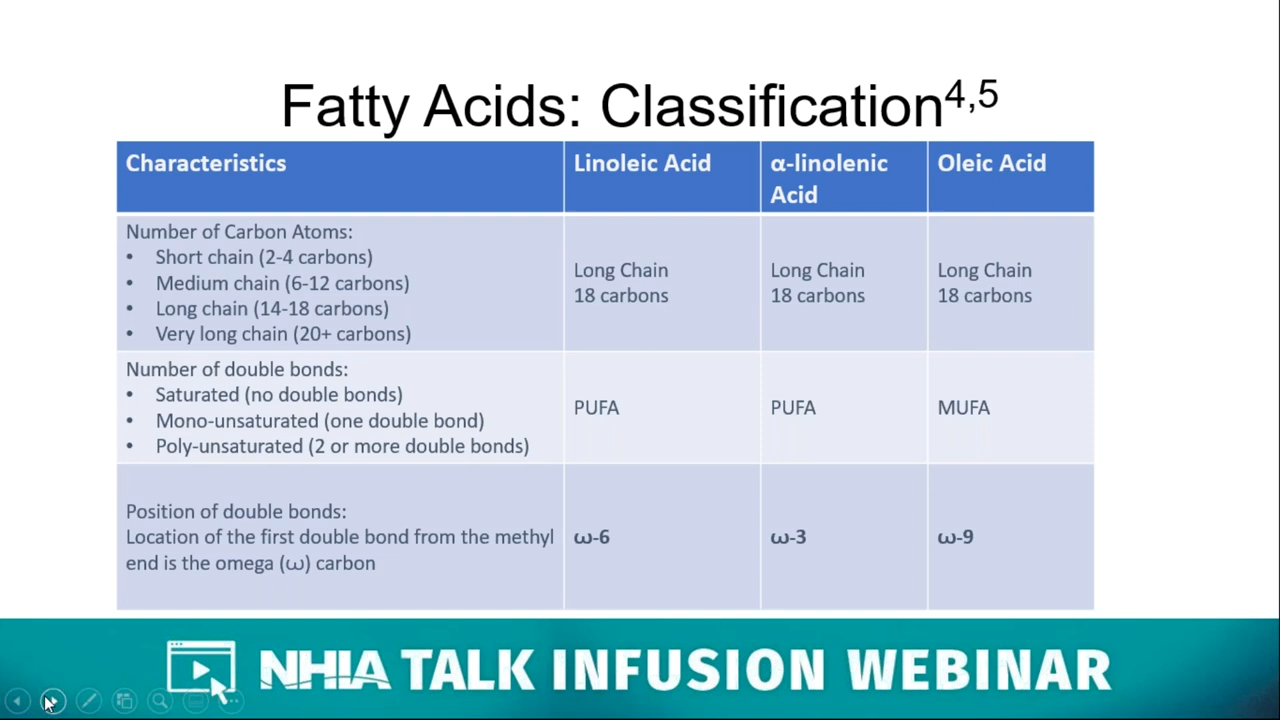 Fatty Acids: Classification4,5
Characteristics
Linoleic Acid
α-linolenic
Acid
Oleic Acid
Number of Carbon Atoms:
• Short chain (2-4 carbons)
• Medium chain (6-12 carbons)
• Long chain (14-18 carbons)
• Very long chain (20+ carbons)
Long Chain
18 carbons
Long Chain
18 carbons
Long Chain
18 carbons
Number of double bonds:
• Saturated (no double bonds)
• Mono-unsaturated (one double bond)
• Poly-unsaturated (2 or more double bonds)
PUFA
PUFA
MUFA
Position of double bonds:
Location of the first double bond from the methyl
end is the omega (ω) carbon
ω-6
ω-3
ω-9
NHIA TALK INFUSION WEBINAR